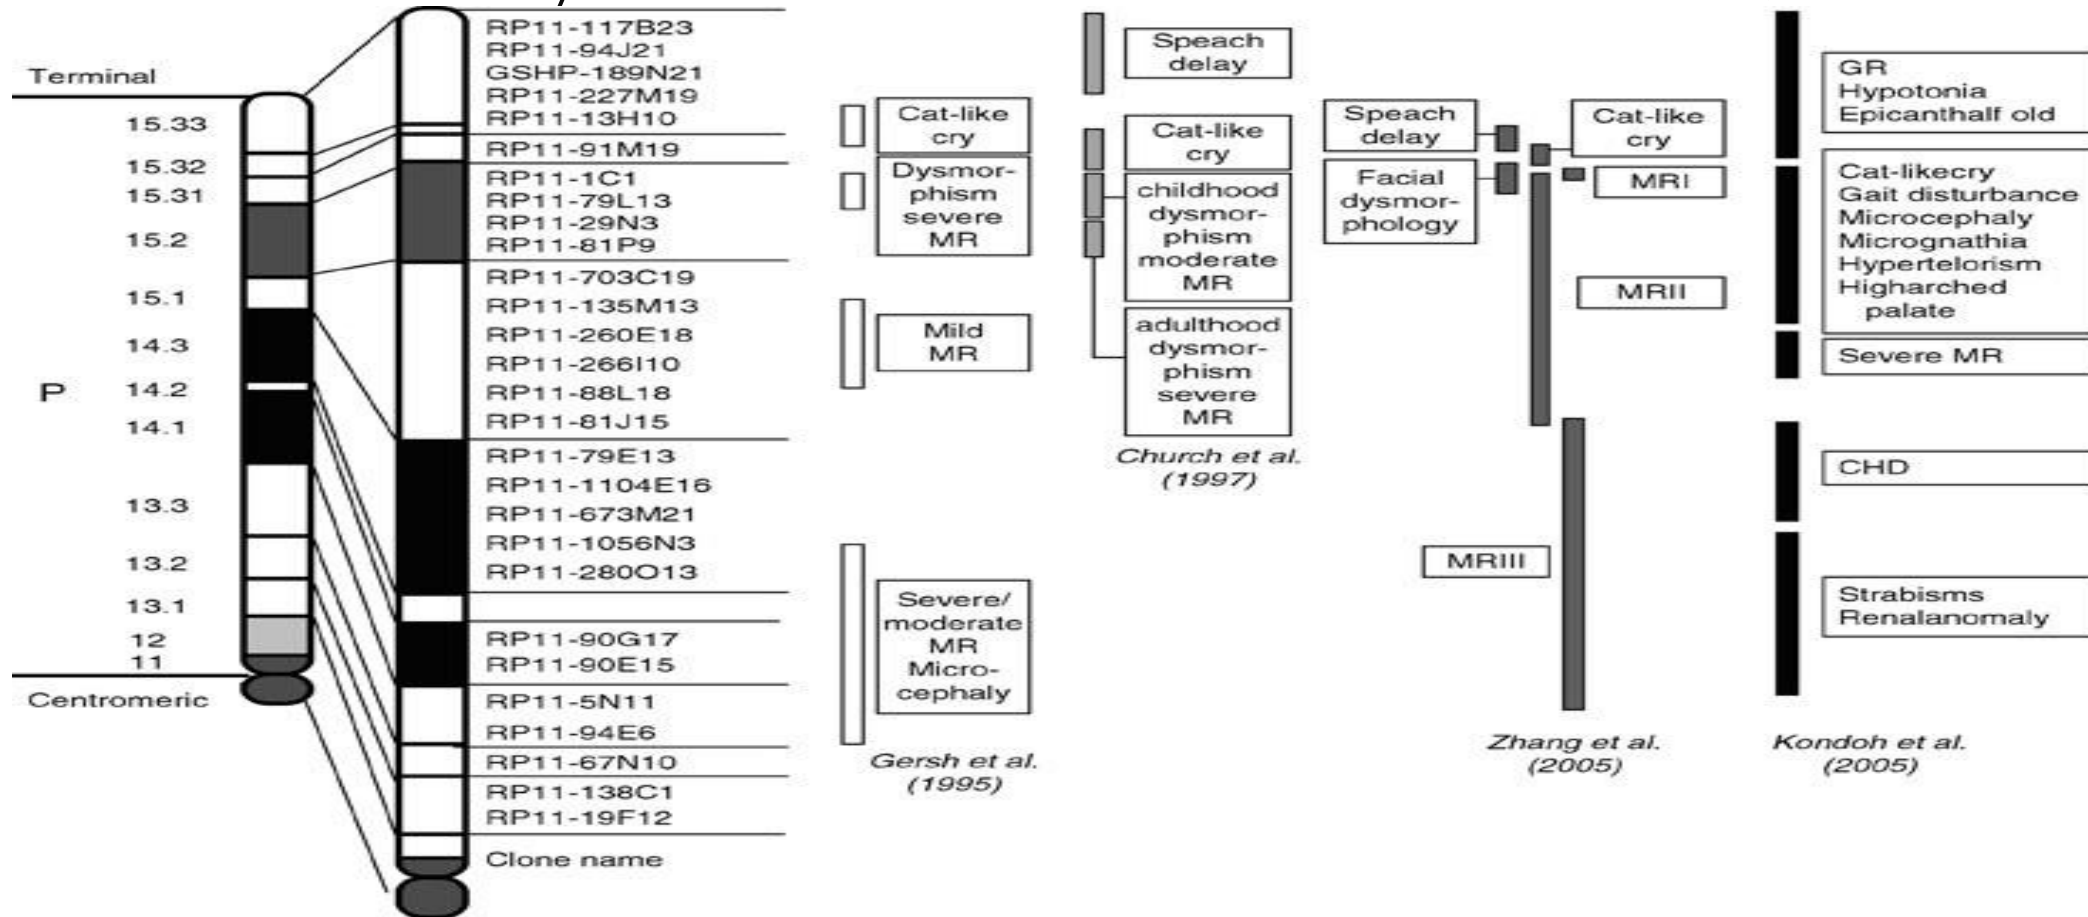 Terminal
15.33
15.32
15.31
15.2
15.1
14.3
P
14.2
14.1
13.3
13.2
13.1
12
11
Centromeric
RP11-117B23
RP11-94J21
GSHP-189N21
RP11-227M19
RP11-13H10
RP11-91M19
RP11-1C1
RP11-79L13
RP11-29N3
RP11-81P9
RP11-703C19
RP11-135M13
RP11-260E18
RP11-266I10
RP11-88L18
RP11-81J15
RP11-79E13
RP11-1104E16
RP11-673M21
RP11-1056N3
RP11-280O13
RP11-90G17
RP11-90E15
RP11-5N11
RP11-94E6
RP11-67N10
RP11-138C1
RP11-19F12
Clone name
Cat-like
cry
Dysmor-
phism
severe
MR
Mild
MR
Severe/
moderate
MR
Micro-
cephaly
Gersh et al.
(1995)
Speach
delay
Cat-like
cry
childhood
dysmor-
phism
moderate
MR
adulthood
dysmor-
phism
severe
MR
Church et al.
(1997)
Speach
delay
Facial
dysmor-
phology
Cat-like
cry
MRI
MRII
MRIII
Zhang et al.
(2005)
GR
Hypotonia
Epicanthalf old
Cat-likecry
Gait disturbance
Microcephaly
Micrognathia
Hypertelorism
Higharched
palate
Severe MR
CHD
Strabisms
Renalanomaly
Kondoh et al.
(2005)